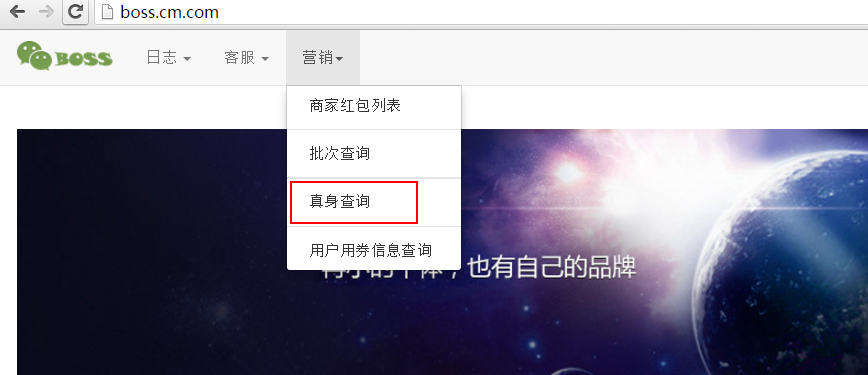 boss.cm.com
BOSS
日志 客服 营销
商家红包列表
批次查询
真身查询
用户用券信息查询
也有自己的品牌